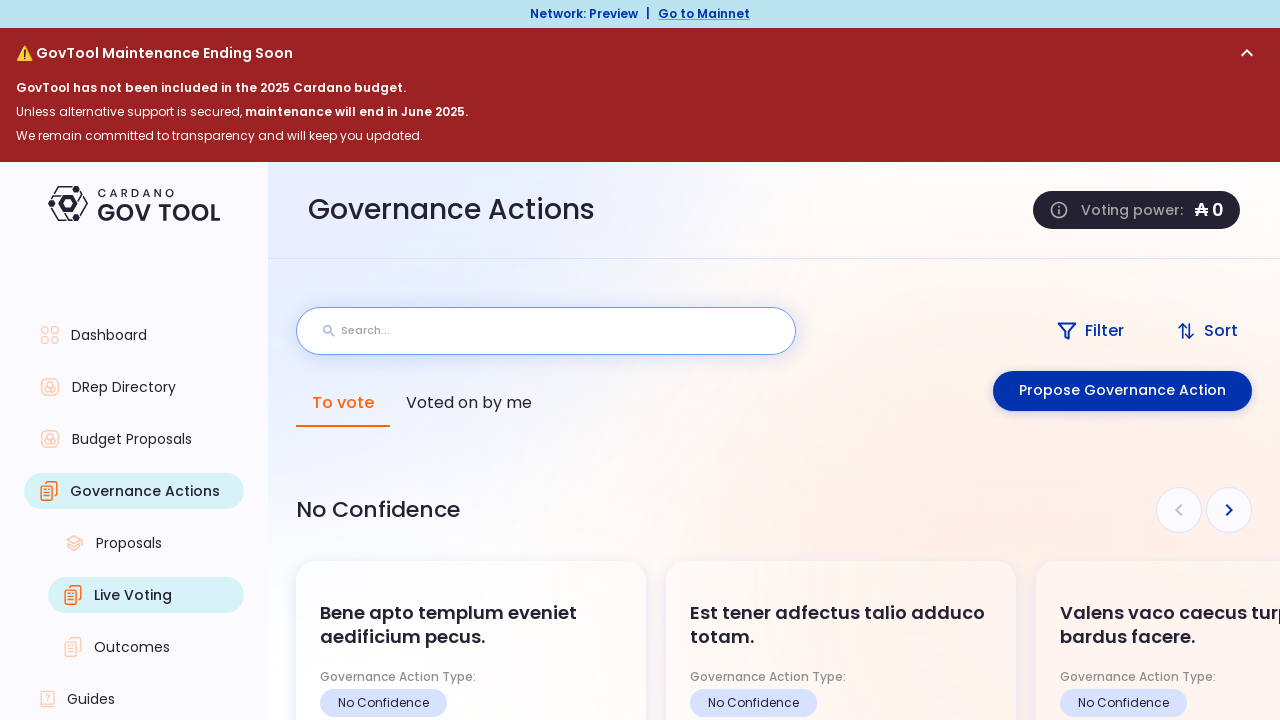 Network: Preview | Go to Mainnet
⚠️ GovTool Maintenance Ending Soon
GovTool has not been included in the 2025 Cardano budget.
Unless alternative support is secured, maintenance will end in June 2025.
We remain committed to transparency and will keep you updated.
CARDANO
GOV TOOL
Governance Actions
Voting power: ₳ 0
Search...
Filter
Sort
To vote
Voted on by me
Propose Governance Action
Dashboard
DRep Directory
Budget Proposals
Governance Actions
Proposals
Live Voting
Outcomes
Guides
No Confidence
Bene apto templum eveniet
aedificium pecus.
Governance Action Type:
No Confidence
Est tener adfectus talio adduco
totam.
Governance Action Type:
No Confidence
Valens vaco caecus
bardus facere.
Governance Action Type:
No Confidence